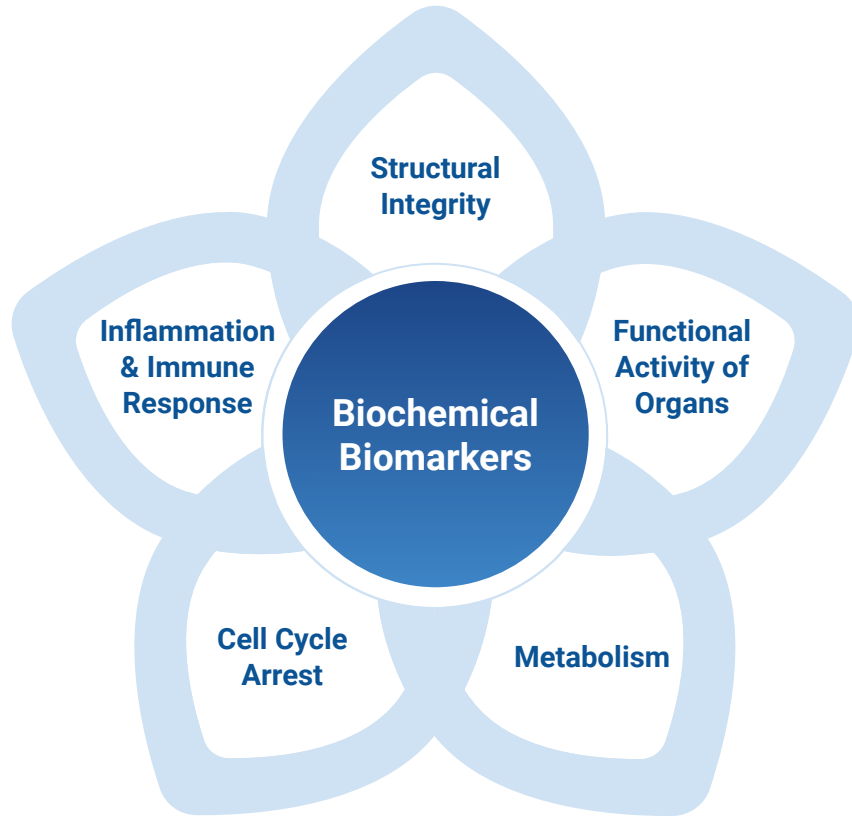 Structural
Integrity
Inflammation
& Immune
Response
Functional
Activity of
Organs
Biochemical
Biomarkers
Cell Cycle
Arrest
Metabolism